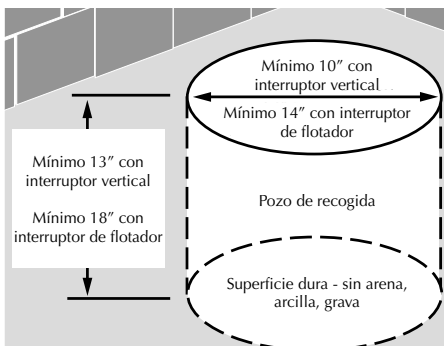 Mínimo 10” con
interruptor vertical
Mínimo 14” con interruptor
de flotador
Mínimo 13” con
interruptor vertical
Mínimo 18” con
interruptor de flotador
Pozo de recogida
Superficie dura - sin arena,
arcilla, grava